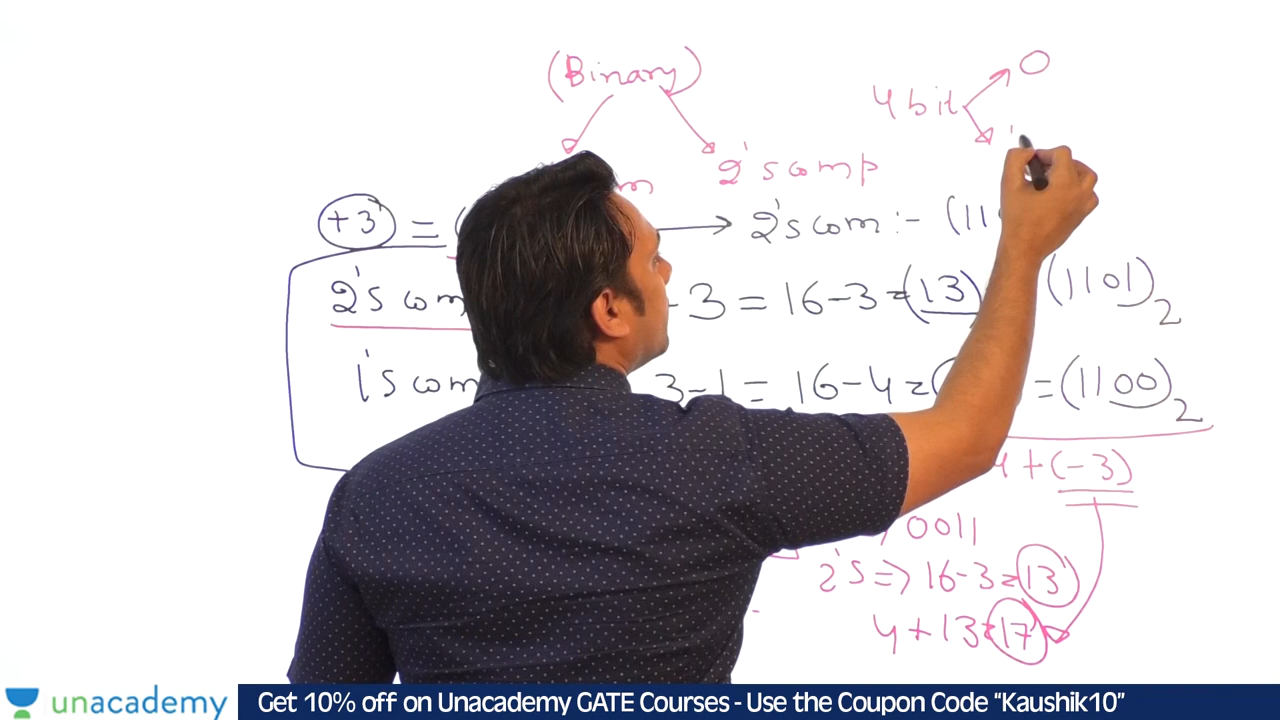 (Binary)
4 bit 0
2's comp
+3 = ( 2's com :- (11
2's com - 3 = 16-3 = (13) (1101)2
1's com 3-1 = 16-4 = ( = (1100)2
4 + (-3)
0011
2's => 16-3 = 13
4 + 13 = 17
unacademy
Get 10% off on Unacademy GATE Courses - Use the Coupon Code "Kaushik10"